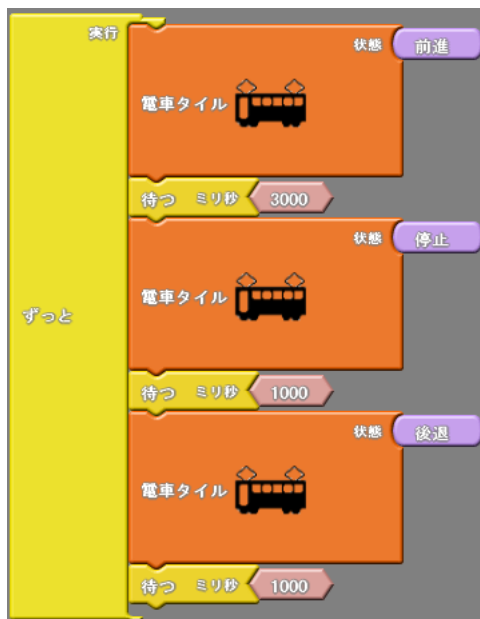 実行
状態 前進
電車タイル
待つ ミリ秒 3000
状態 停止
電車タイル
ずっと
待つ ミリ秒 1000
状態 後退
電車タイル
待つ ミリ秒 1000